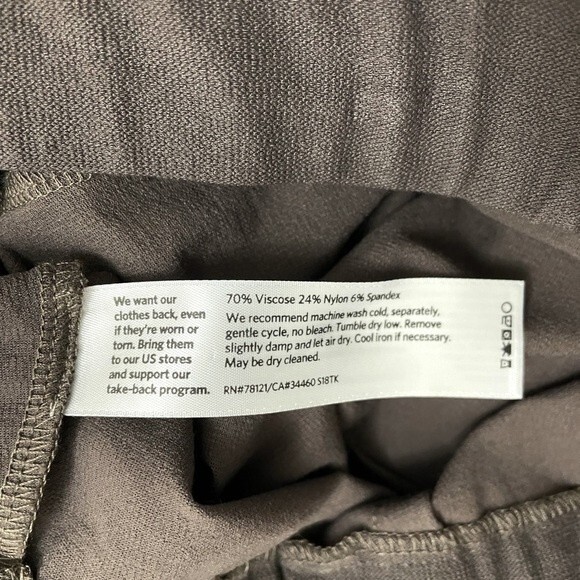 We want our
clothes back, even
if they're worn or
torn. Bring them
to our US stores
and support our
take-back program.
70% Viscose 24% Nylon 6% Spandex
We recommend machine wash cold, separately,
gentle cycle, no bleach. Tumble dry low. Remove
slightly damp and let air dry. Cool iron if necessary.
May be dry cleaned.
RN#78121/CA#34460 S18TK